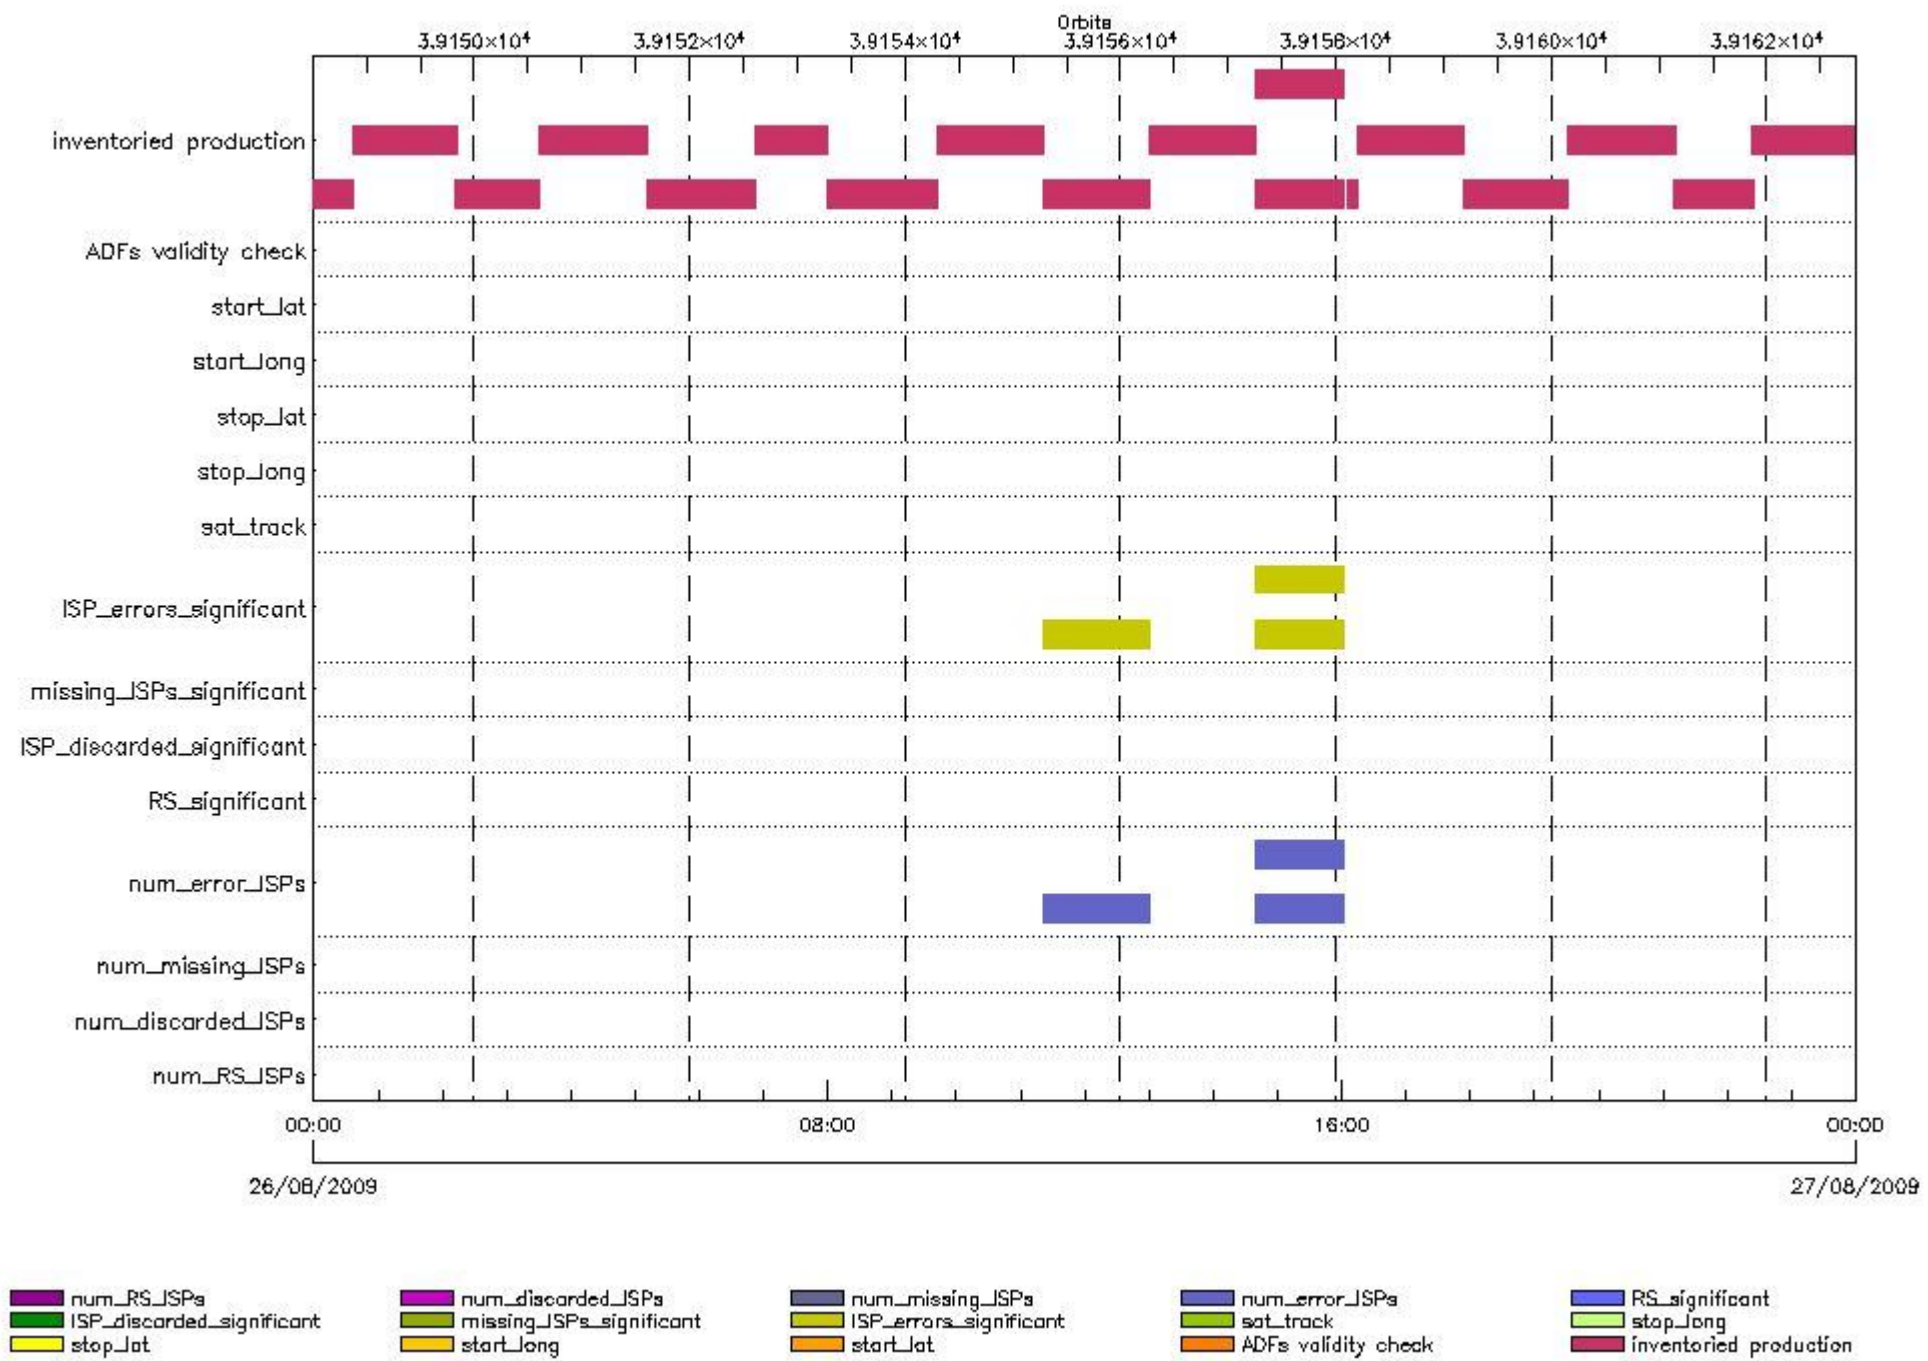 Orbits
3.9150×10⁴ 3.9152×10⁴ 3.9154×10⁴ 3.9156×10⁴ 3.9158×10⁴ 3.9160×10⁴ 3.9162×10⁴
inventoried production
ADFs validity check
start_lat
start_long
stop_lat
stop_long
sat_track
ISP_errors_significant
missing_ISPs_significant
ISP_discarded_significant
RS_significant
num_error_ISPs
num_missing_ISPs
num_discarded_ISPs
num_RS_ISPs
00:00 08:00 16:00 00:00
26/08/2009 27/08/2009
num_RS_ISPs num_discarded_ISPs num_missing_ISPs num_error_ISPs RS_significant
ISP_discarded_significant missing_ISPs_significant ISP_errors_significant sat_track stop_long
stop_lat start_long start_lat ADFs validity check inventoried production